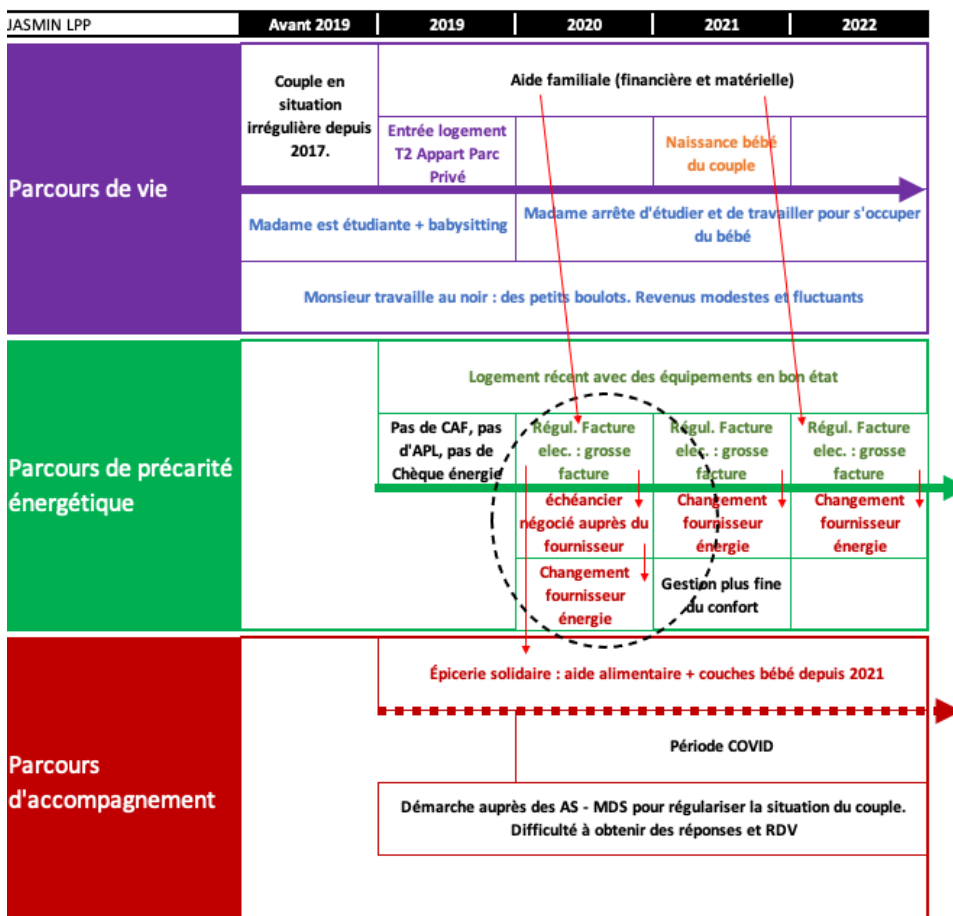 JASMIN LPP
Avant 2019
2019
2020
2021
2022
Parcours de vie
Couple en
situation
irrégulière depuis
2017.
Aide familiale (financière et matérielle)
Entrée logement
T2 Appart Parc
Privé
Naissance bébé
du couple
Madame est étudiante + babysitting
Madame arrête d'étudier et de travailler pour s'occuper
du bébé
Monsieur travaille au noir : des petits boulots. Revenus modestes et fluctuants
Parcours de précarité
énergétique
Logement récent avec des équipements en bon état
Pas de CAF, pas
d'APL, pas de
Chèque énergie
Régul. Facture
elec. : grosse
facture
Régul. Facture
elec. : grosse
facture
Régul. Facture
elec. : grosse
facture
échéancier
négocié auprès du
fournisseur
Changement
fournisseur
énergie
Changement
fournisseur
énergie
Changement
fournisseur
énergie
Gestion plus fine
du confort
Parcours
d'accompagnement
Épicerie solidaire : aide alimentaire + couches bébé depuis 2021
Période COVID
Démarche auprès des AS - MDS pour régulariser la situation du couple.
Difficulté à obtenir des réponses et RDV